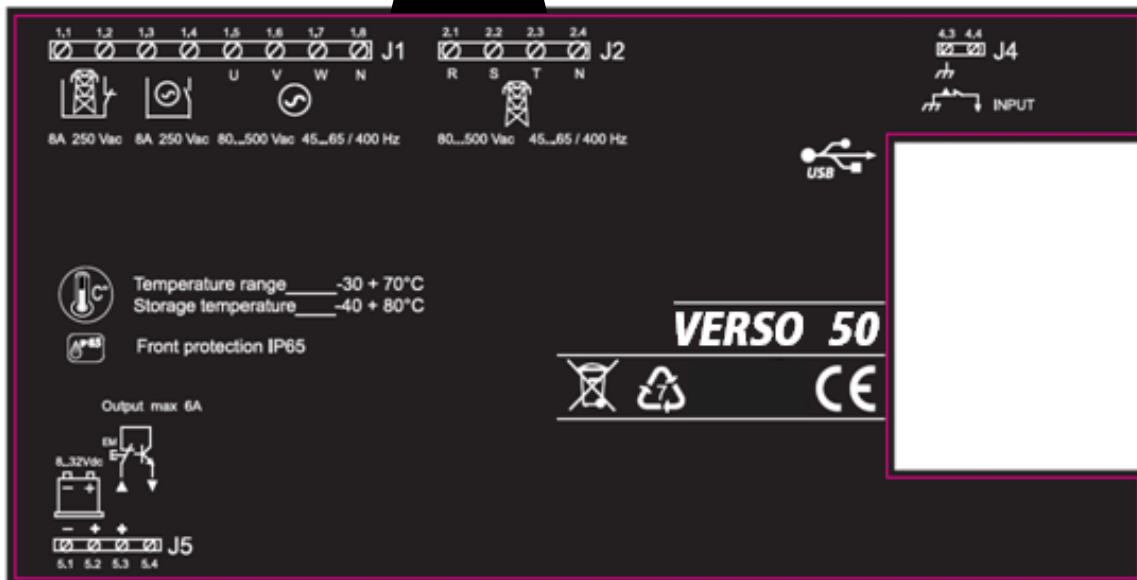 1,1 1,2 1,3 1,4 1,5 1,6 1,7 1,8
J1
U V W N
8A 250 Vac 8A 250 Vac 80...500 Vac 45...65 / 400 Hz
2.1 2.2 2.3 2.4
J2
R S T N
80...500 Vac 45...65 / 400 Hz
4.3 4.4
J4
INPUT
USB
C°
Temperature range_____-30 + 70°C
Storage temperature____-40 + 80°C
IP65
Front protection IP65
VERSO 50
7
CE
Output max 6A
EM
8...32Vdc
- +
- + +
J5
5.1 5.2 5.3 5.4